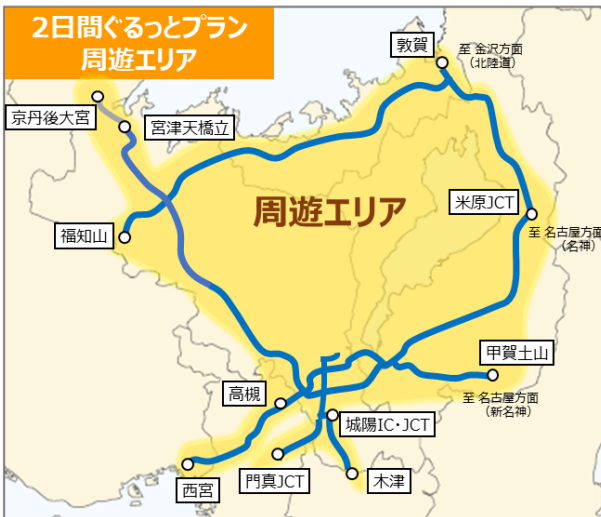 2日間ぐるっとプラン
周遊エリア
敦賀
至 金沢方面
(北陸道)
京丹後大宮
宮津天橋立
周遊エリア
米原JCT
福知山
至 名古屋方面
(名神)
甲賀土山
高槻
至 名古屋方面
(新名神)
城陽IC・JCT
西宮
門真JCT
木津